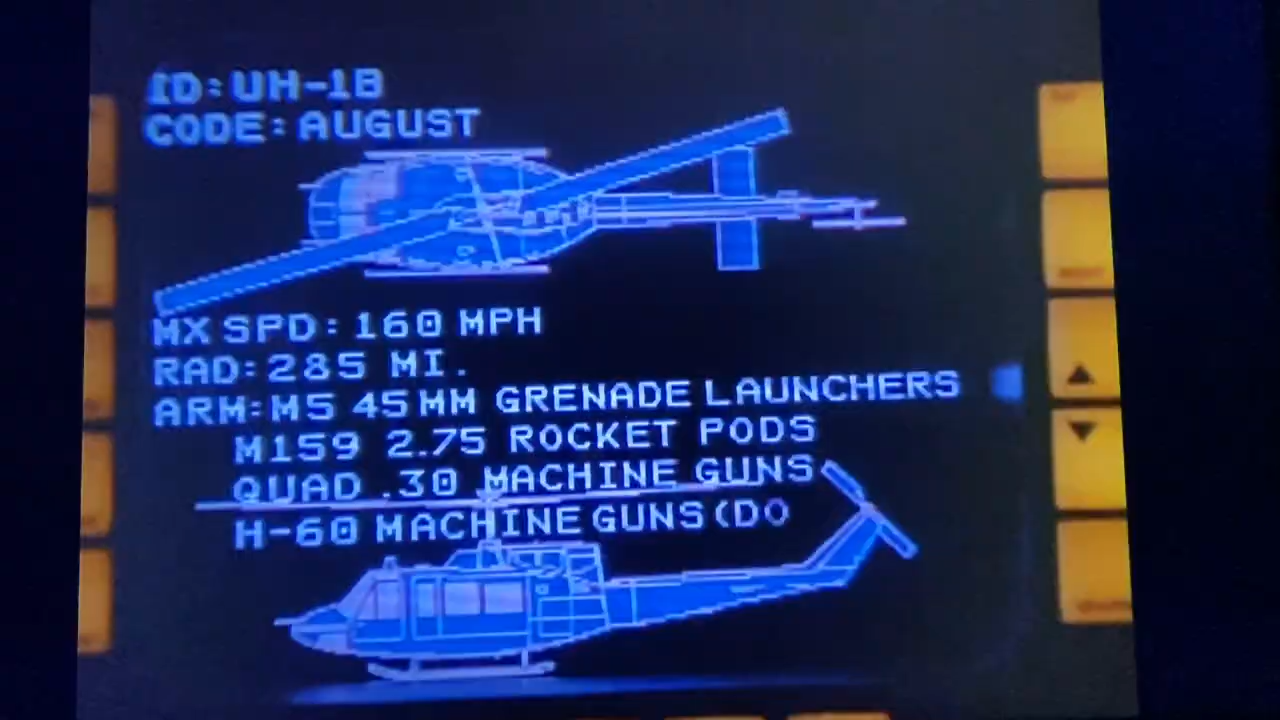 ID:UH-1B
CODE:AUGUST
MX SPD:160 MPH
RAD:285 MI.
ARM:M5 45MM GRENADE LAUNCHERS
M159 2.75 ROCKET PODS
QUAD .30 MACHINE GUNS
H-60 MACHINE GUNS(DO